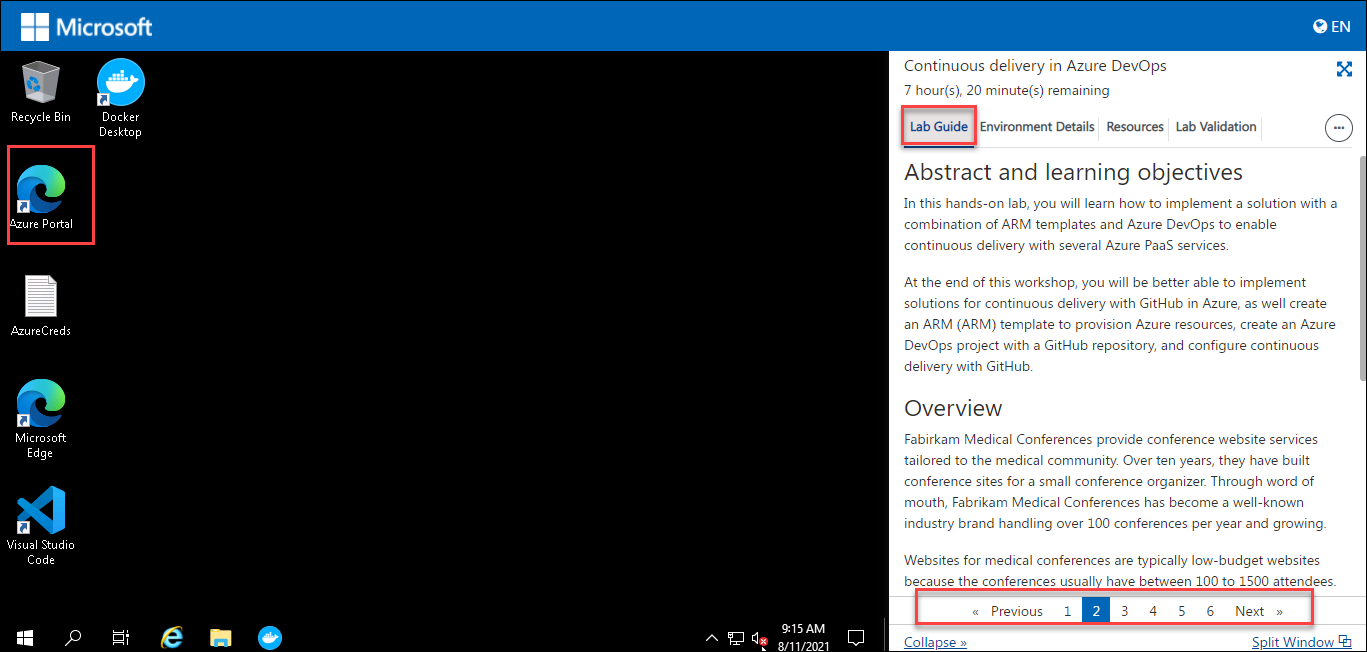 Microsoft
EN
Recycle Bin
Docker
Desktop
Azure Portal
AzureCreds
Microsoft
Edge
Visual Studio
Code
9:15 AM
8/11/2021
Continuous delivery in Azure DevOps
7 hour(s), 20 minute(s) remaining
Lab Guide Environment Details Resources Lab Validation
Abstract and learning objectives
In this hands-on lab, you will learn how to implement a solution with a
combination of ARM templates and Azure DevOps to enable
continuous delivery with several Azure PaaS services.
At the end of this workshop, you will be better able to implement
solutions for continuous delivery with GitHub in Azure, as well create
an ARM (ARM) template to provision Azure resources, create an Azure
DevOps project with a GitHub repository, and configure continuous
delivery with GitHub.
Overview
Fabirkam Medical Conferences provide conference website services
tailored to the medical community. Over ten years, they have built
conference sites for a small conference organizer. Through word of
mouth, Fabrikam Medical Conferences has become a well-known
industry brand handling over 100 conferences per year and growing.
Websites for medical conferences are typically low-budget websites
because the conferences usually have between 100 to 1500 attendees.
« Previous 1 2 3 4 5 6 Next »
Collapse » Split Window